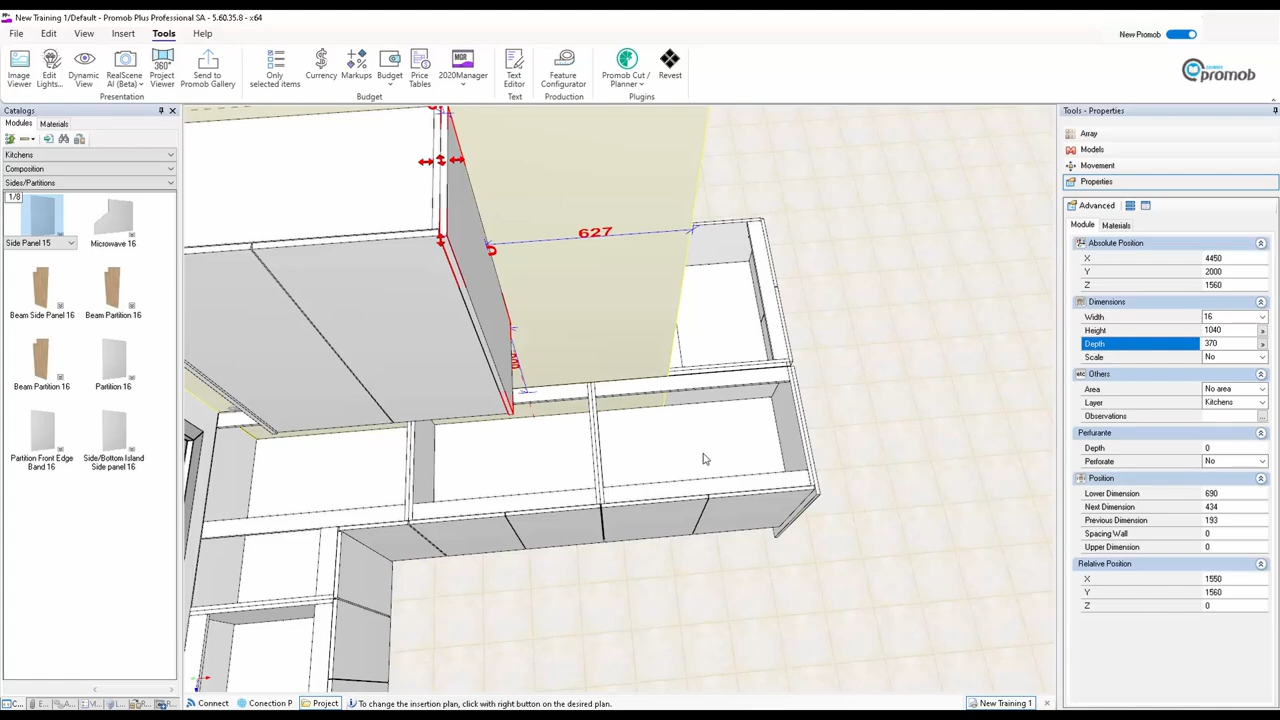 New Training 1/Default - Promob Plus Professional SA - 5.60.35.8 - x64
File Edit View Insert Tools Help
New Promob
Image Viewer
Edit Lights...
Dynamic View
RealScene AI (Beta)
Project Viewer
Send to Promob Gallery
Only selected items
Currency
Markups
Budget
Price Tables
2020Manager
Text Editor
Feature Configurator
Promob Cut / Planner
Revest
Presentation
Budget
Text
Production
Plugins
promob
Catalogs
Modules Materials
Kitchens
Composition
Sides/Partitions
1/8
Side Panel 15
Microwave 16
Beam Side Panel 16
Beam Partition 16
Beam Partition 16
Partition 16
Partition Front Edge Band 16
Side/Bottom Island Side panel 16
627
Tools - Properties
Array
Models
Movement
Properties
Advanced
Module Materials
Absolute Position
X 4450
Y 2000
Z 1560
Dimensions
Width 16
Height 1040
Depth 370
Scale No
Others
Area No area
Layer Kitchens
Observations
Perfurante
Depth 0
Perforate No
Position
Lower Dimension 690
Next Dimension 434
Previous Dimension 193
Spacing Wall 0
Upper Dimension 0
Relative Position
X 1550
Y 1560
Z 0
Connect
Conection P
Project
To change the insertion plan, click with right button on the desired plan.
New Training 1